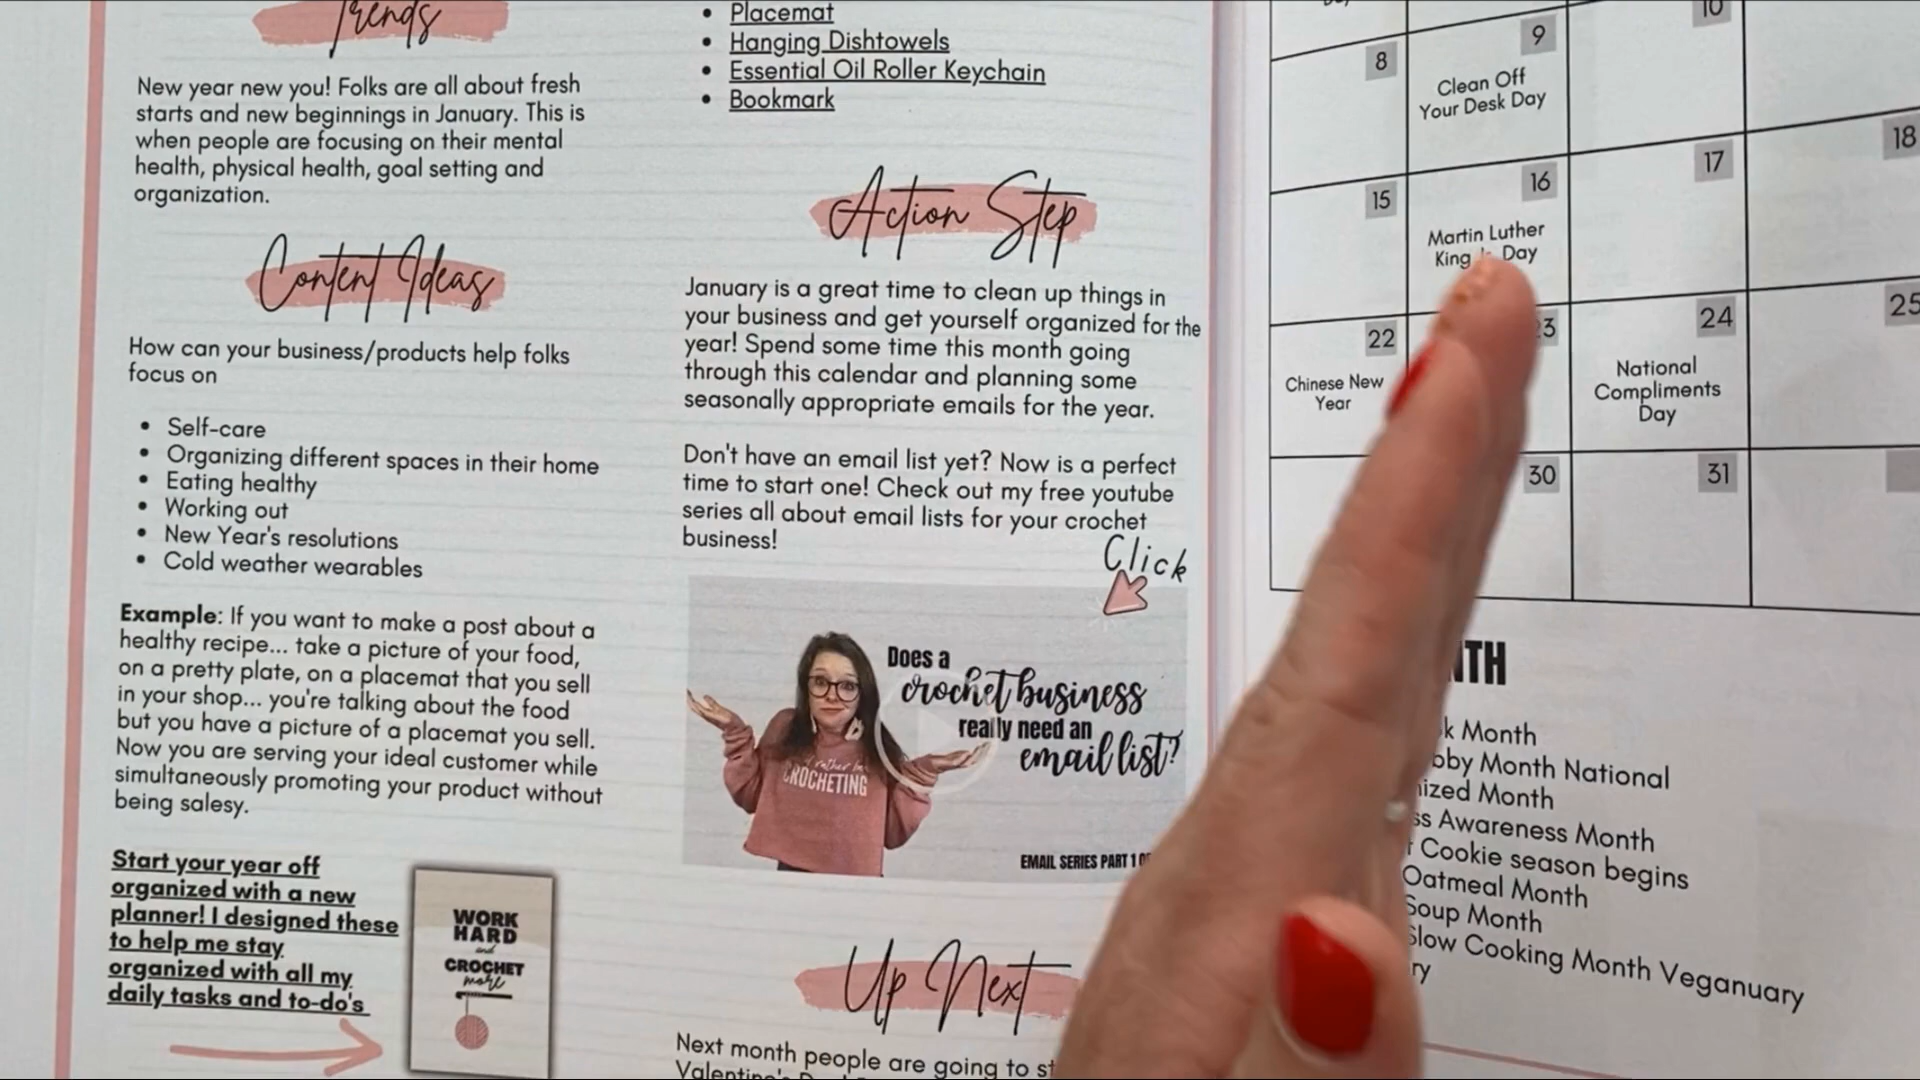 Trends
New year new you! Folks are all about fresh
starts and new beginnings in January. This is
when people are focusing on their mental
health, physical health, goal setting and
organization.
Content Ideas
How can your business/products help folks
focus on
• Self-care
• Organizing different spaces in their home
• Eating healthy
• Working out
• New Year's resolutions
• Cold weather wearables
Example: If you want to make a post about a
healthy recipe... take a picture of your food,
on a pretty plate, on a placemat that you sell
in your shop... you're talking about the food
but you have a picture of a placemat you sell.
Now you are serving your ideal customer while
simultaneously promoting your product without
being salesy.
Start your year off
organized with a new
planner! I designed these
to help me stay
organized with all my
daily tasks and to-do's
WORK
HARD
and
CROCHET
more
• Placemat
• Hanging Dishtowels
• Essential Oil Roller Keychain
• Bookmark
Action Step
January is a great time to clean up things in
your business and get yourself organized for the
year! Spend some time this month going
through this calendar and planning some
seasonally appropriate emails for the year.
Don't have an email list yet? Now is a perfect
time to start one! Check out my free youtube
series all about email lists for your crochet
business!
Click
Does a
crochet business
really need an
email list?
rather be
CROCHETING
EMAIL SERIES PART 1
Up Next
Next month people are going to
8
9
Clean Off
Your Desk Day
10
15
16
Martin Luther
King Day
17
18
22
Chinese New
Year
24
National
Compliments
Day
25
30
31
Month
Month National
Month
Awareness Month
Cookie season begins
Oatmeal Month
Soup Month
Slow Cooking Month Veganuary